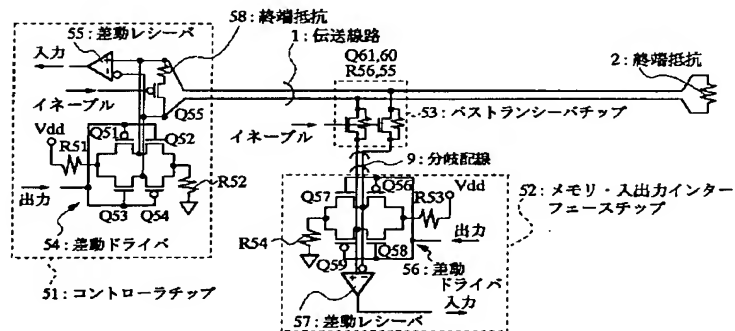 55:差動レシーバ
58:終端抵抗
1:伝送線路
入力
Q61,60
R56,55
2:終端抵抗
イネーブル
Q55
53:バストランシーバチップ
イネーブル
Vdd
R51
Q51
Q52
9:分岐配線
R52
出力
Q53
Q54
54:差動ドライバ
51:コントローラチップ
Q57
Q56
R53
Vdd
52:メモリ・入出力インター
フェースチップ
R54
Q59
Q58
出力
56:差動
ドライバ
入力
57:差動レシーバ